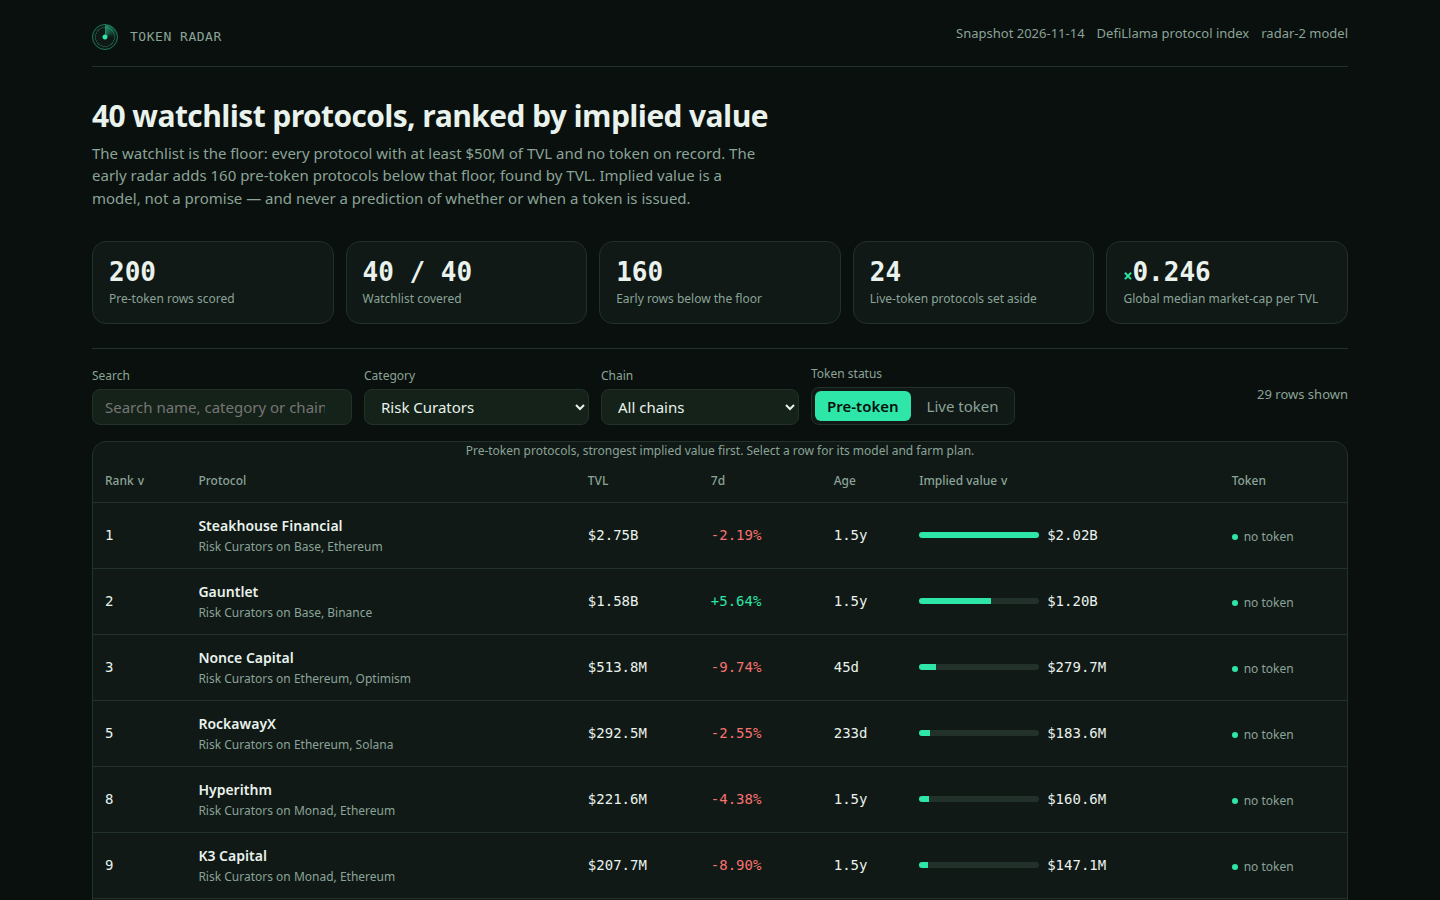 TOKEN RADAR
Snapshot 2026-11-14 DefiLlama protocol index radar-2 model
40 watchlist protocols, ranked by implied value
The watchlist is the floor: every protocol with at least $50M of TVL and no token on record. The
early radar adds 160 pre-token protocols below that floor, found by TVL. Implied value is a
model, not a promise — and never a prediction of whether or when a token is issued.
200
Pre-token rows scored
40 / 40
Watchlist covered
160
Early rows below the floor
24
Live-token protocols set aside
×0.246
Global median market-cap per TVL
Search
Category
Chain
Token status
Search name, category or chain
Risk Curators
All chains
Pre-token
Live token
29 rows shown
Pre-token protocols, strongest implied value first. Select a row for its model and farm plan.
Rank v Protocol TVL 7d Age Implied value v Token
1 Steakhouse Financial $2.75B -2.19% 1.5y $2.02B no token
Risk Curators on Base, Ethereum
2 Gauntlet $1.58B +5.64% 1.5y $1.20B no token
Risk Curators on Base, Binance
3 Nonce Capital $513.8M -9.74% 45d $279.7M no token
Risk Curators on Ethereum, Optimism
5 RockawayX $292.5M -2.55% 233d $183.6M no token
Risk Curators on Ethereum, Solana
8 Hyperithm $221.6M -4.38% 1.5y $160.6M no token
Risk Curators on Monad, Ethereum
9 K3 Capital $207.7M -8.90% 1.5y $147.1M no token
Risk Curators on Monad, Ethereum